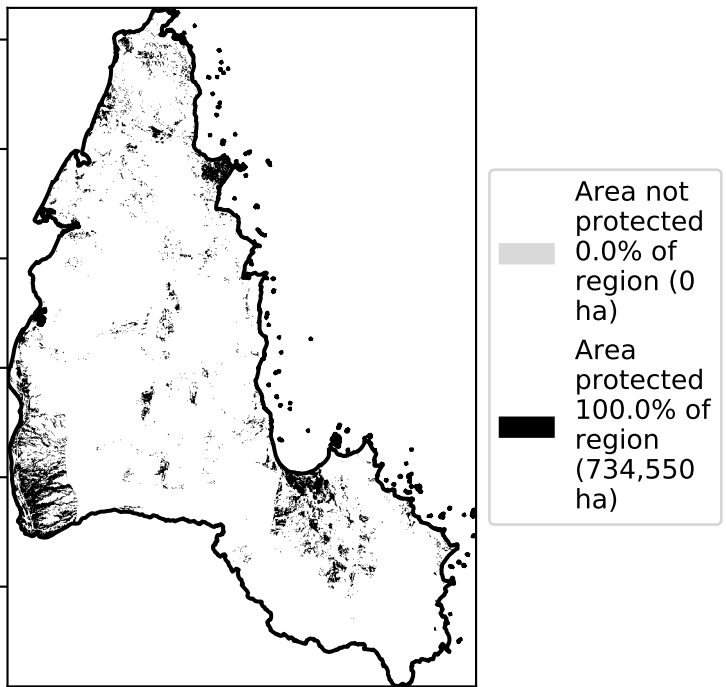 Area not
protected
0.0% of
region (0
ha)
Area
protected
100.0% of
region
(734,550
ha)